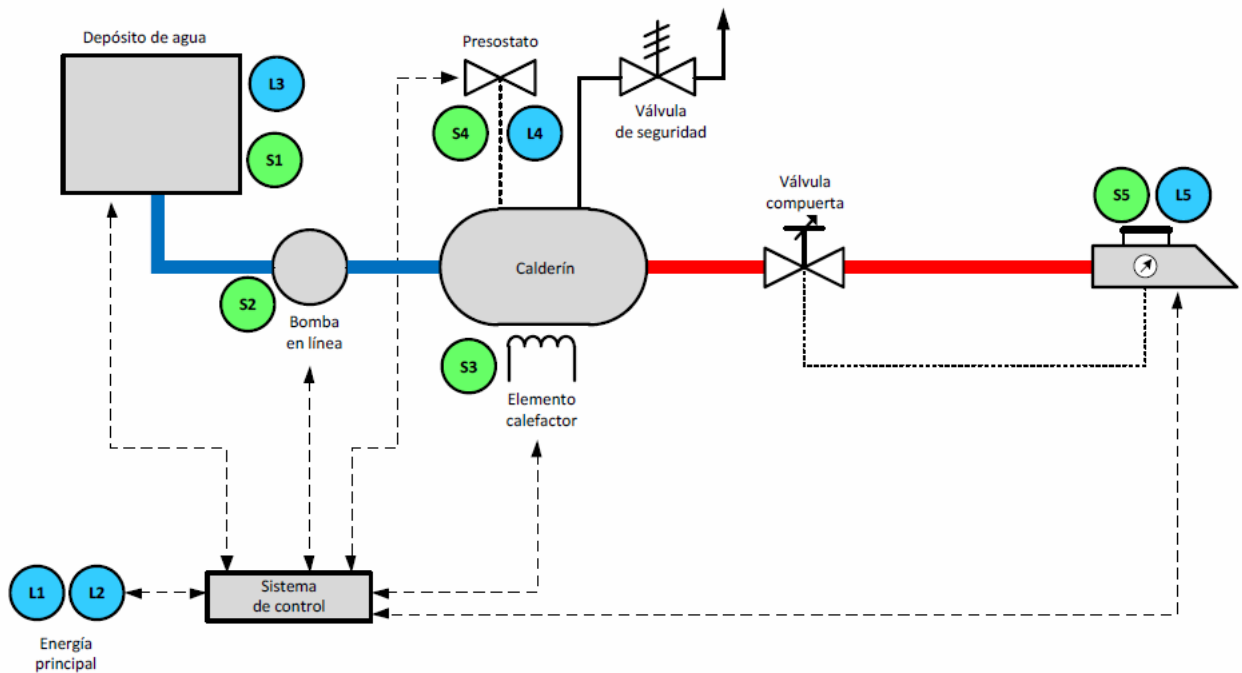 Depósito de agua
L3
S1
Presostato
S4
L4
Válvula
de seguridad
Válvula
compuerta
S5
L5
Calderín
S2
Bomba
en línea
S3
Elemento
calefactor
L1
L2
Energía
principal
Sistema
de control